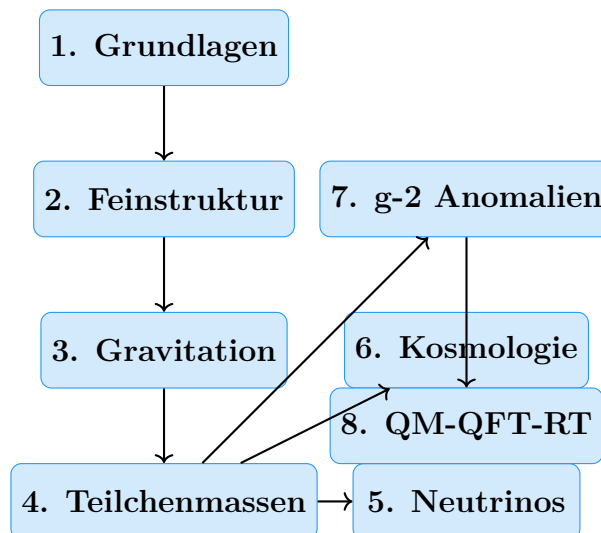 1. Grundlagen
2. Feinstruktur
7. g-2 Anomalien
3. Gravitation
6. Kosmologie
8. QM-QFT-RT
4. Teilchenmassen
5. Neutrinos